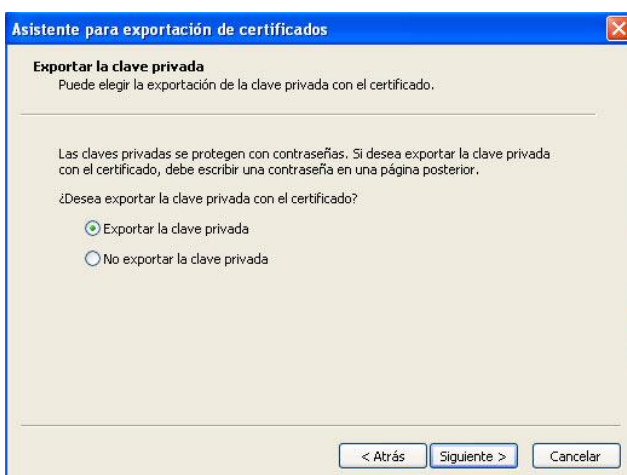 Asistente para exportación de certificados
Exportar la clave privada
Puede elegir la exportación de la clave privada con el certificado.
Las claves privadas se protegen con contraseñas. Si desea exportar la clave privada
con el certificado, debe escribir una contraseña en una página posterior.
¿Desea exportar la clave privada con el certificado?
Exportar la clave privada
No exportar la clave privada
< Atrás Siguiente > Cancelar